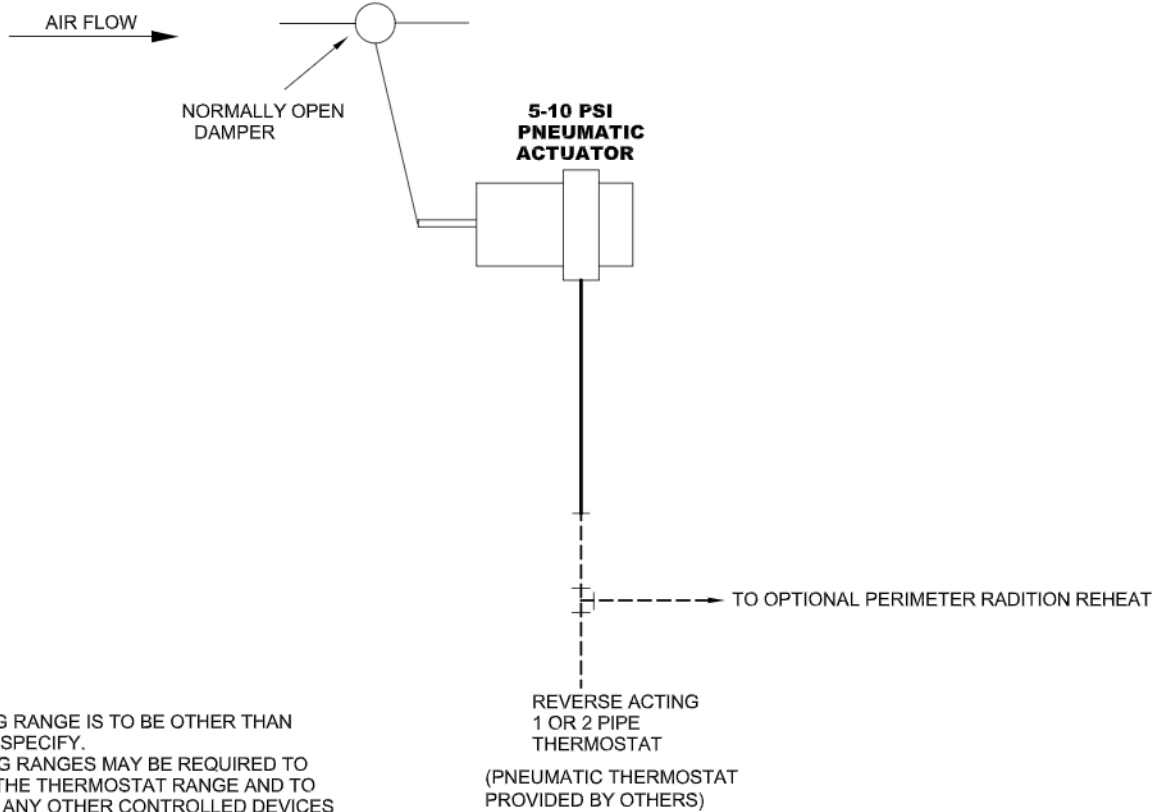 AIR FLOW
NORMALLY OPEN
DAMPER
5-10 PSI
PNEUMATIC
ACTUATOR
TO OPTIONAL PERIMETER RADITION REHEAT
REVERSE ACTING
1 OR 2 PIPE
THERMOSTAT
(PNEUMATIC THERMOSTAT
PROVIDED BY OTHERS)
RANGE IS TO BE OTHER THAN
SPECIFY.
RANGES MAY BE REQUIRED TO
THE THERMOSTAT RANGE AND TO
ANY OTHER CONTROLLED DEVICES